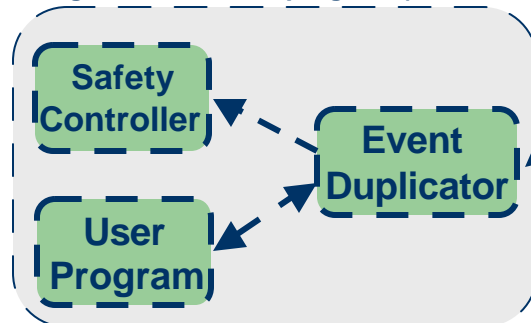 Safety
Controller
Event
Duplicator
User
Program